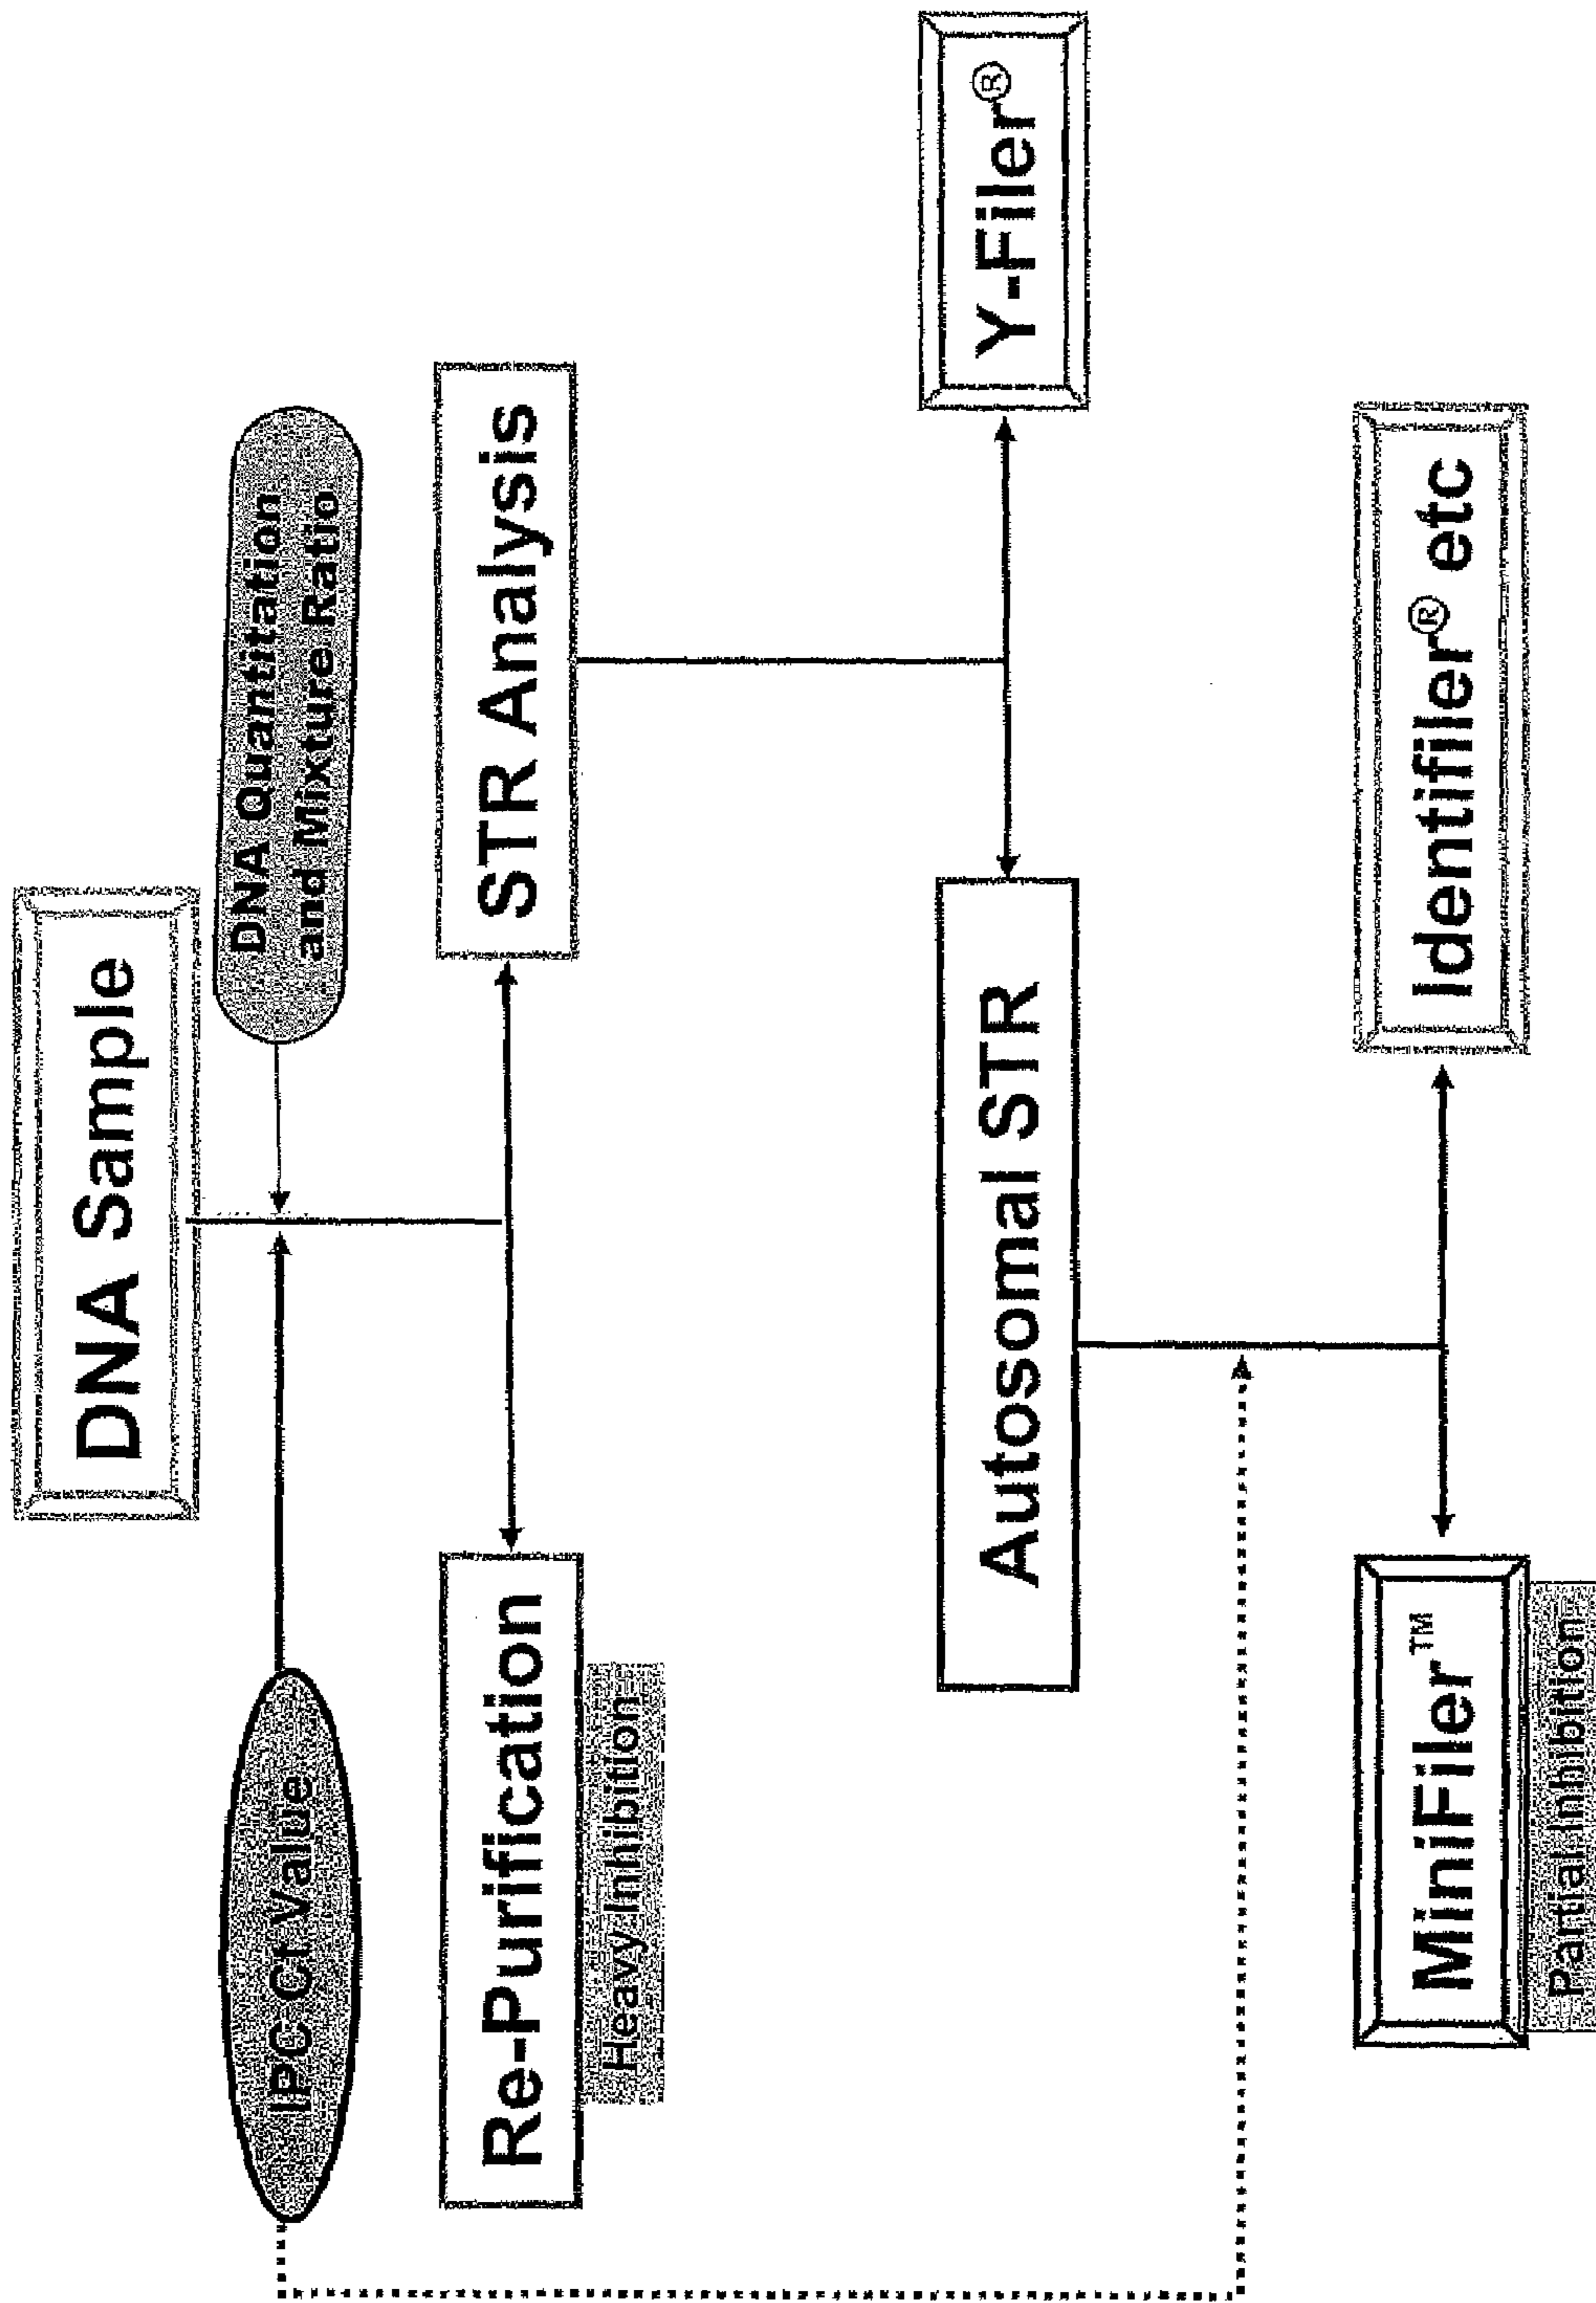 DNA Sample
IPC Ct Value
DNA Quantitation
and Mixture Ratio
Re-Purification
Heavy Inhibition
STR Analysis
Autosomal STR
Y-Filer®
MiniFiler™
Partial Inhibition
Identifiler® etc